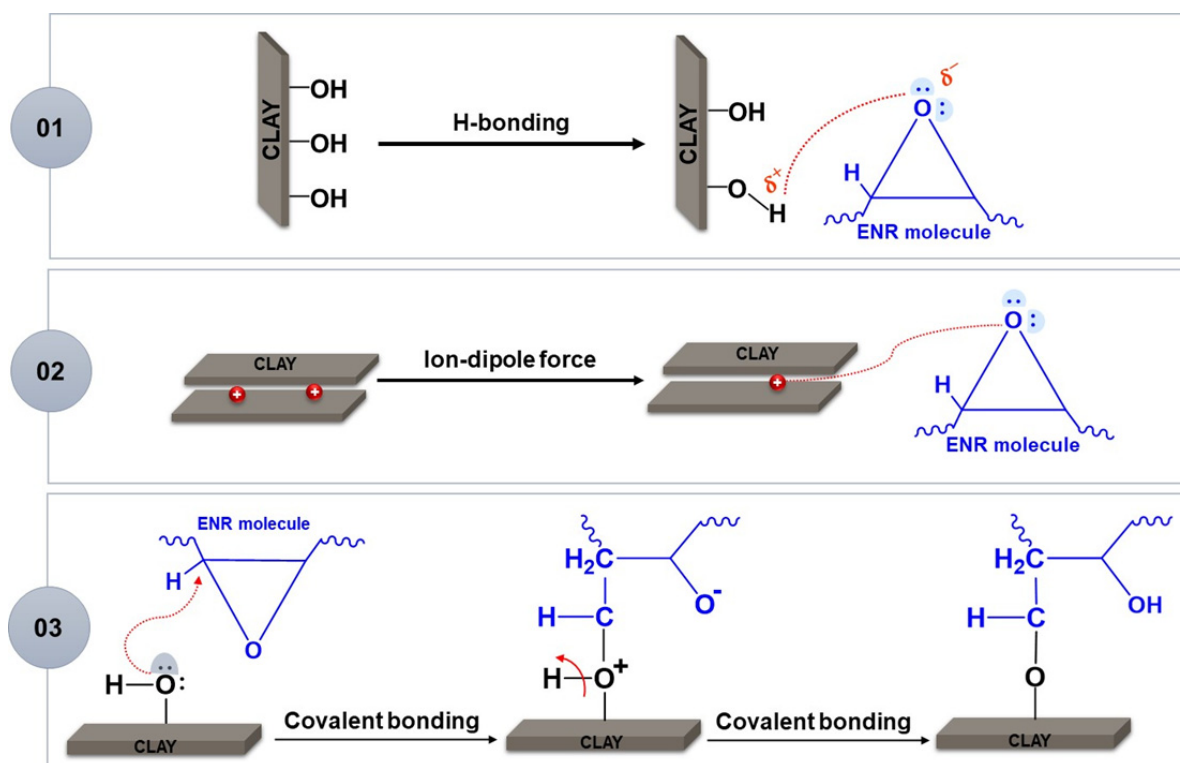 01
CLAY
–OH
–OH
–OH
H-bonding
CLAY
–OH
–O
H
δ⁺
δ⁻
O
H
ENR molecule
02
CLAY
+
+
Ion-dipole force
CLAY
+
O
H
ENR molecule
03
ENR molecule
H
O
H–O:
CLAY
Covalent bonding
H₂C
O⁻
H–C
H–O⁺
CLAY
Covalent bonding
H₂C
OH
H–C
O
CLAY